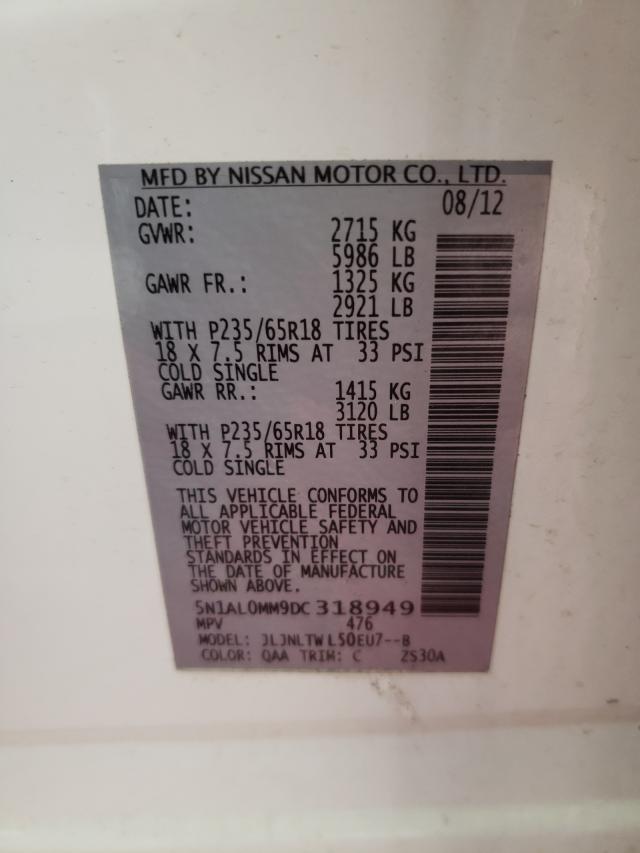 MFD BY NISSAN MOTOR CO., LTD.
DATE: 08/12
GVWR: 2715 KG
5986 LB
GAWR FR.: 1325 KG
2921 LB
WITH P235/65R18 TIRES
18 X 7.5 RIMS AT 33 PSI
COLD SINGLE
GAWR RR.: 1415 KG
3120 LB
WITH P235/65R18 TIRES
18 X 7.5 RIMS AT 33 PSI
COLD SINGLE
THIS VEHICLE CONFORMS TO
ALL APPLICABLE FEDERAL
MOTOR VEHICLE SAFETY AND
THEFT PREVENTION
STANDARDS IN EFFECT ON
THE DATE OF MANUFACTURE
SHOWN ABOVE.
5N1AL0MM9DC 318949
MPV 476
MODEL: JLJNLTWL50EU7--B
COLOR: QAA TRIM: C ZS30A